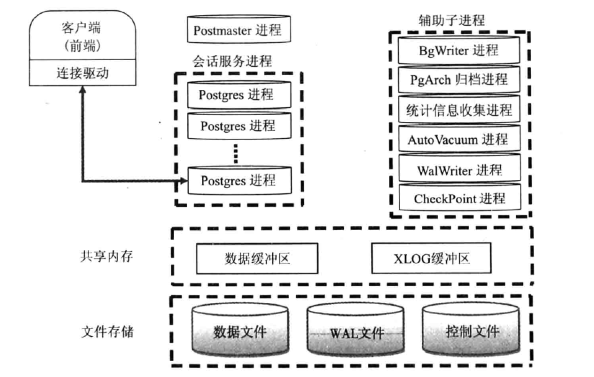 客户端
(前端)
连接驱动
Postmaster 进程
会话服务进程
Postgres 进程
Postgres 进程
Postgres 进程
辅助子进程
BgWriter 进程
PgArch 归档进程
统计信息收集进程
AutoVacuum 进程
WalWriter 进程
CheckPoint 进程
共享内存
数据缓冲区
XLOG缓冲区
文件存储
数据文件
WAL文件
控制文件